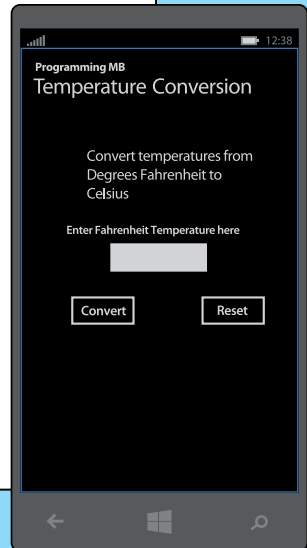 12:38
Programming MB
Temperature Conversion
Convert temperatures from
Degrees Fahrenheit to
Celsius
Enter Fahrenheit Temperature here
Convert Reset